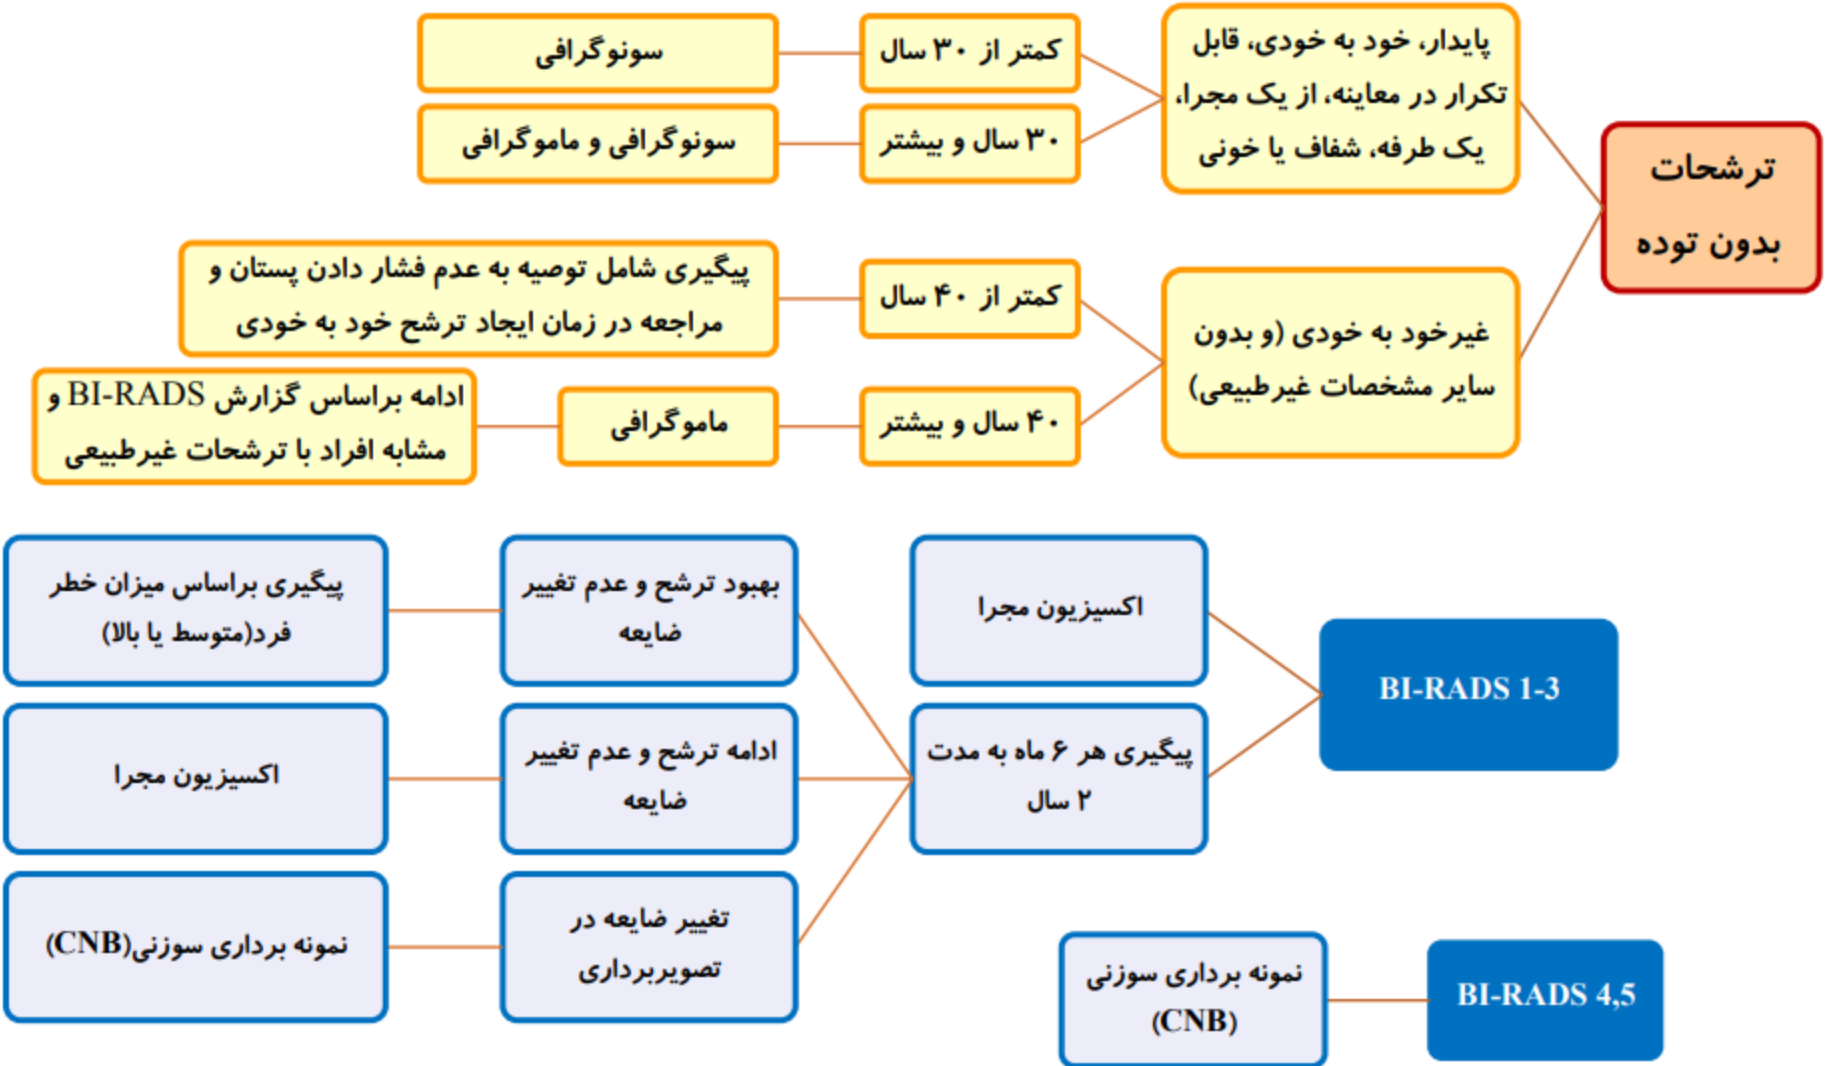 ترشحات
بدون توده
پایدار، خود به خودی، قابل
تکرار در معاینه، از یک مجرا،
یک طرفه، شفاف یا خونی
کمتر از ۳۰ سال
سونوگرافی
۳۰ سال و بیشتر
سونوگرافی و ماموگرافی
غیرخود به خودی (و بدون
سایر مشخصات غیرطبیعی)
کمتر از ۴۰ سال
پیگیری شامل توصیه به عدم فشار دادن پستان و
مراجعه در زمان ایجاد ترشح خود به خودی
۴۰ سال و بیشتر
ماموگرافی
ادامه براساس گزارش BI-RADS و
مشابه افراد با ترشحات غیرطبیعی
BI-RADS 1-3
اکسیزیون مجرا
پیگیری هر ۶ ماه به مدت
۲ سال
بهبود ترشح و عدم تغییر
ضایعه
پیگیری براساس میزان خطر
فرد(متوسط یا بالا)
ادامه ترشح و عدم تغییر
ضایعه
اکسیزیون مجرا
تغییر ضایعه در
تصویربرداری
نمونه برداری سوزنی(CNB)
BI-RADS 4,5
نمونه برداری سوزنی
(CNB)